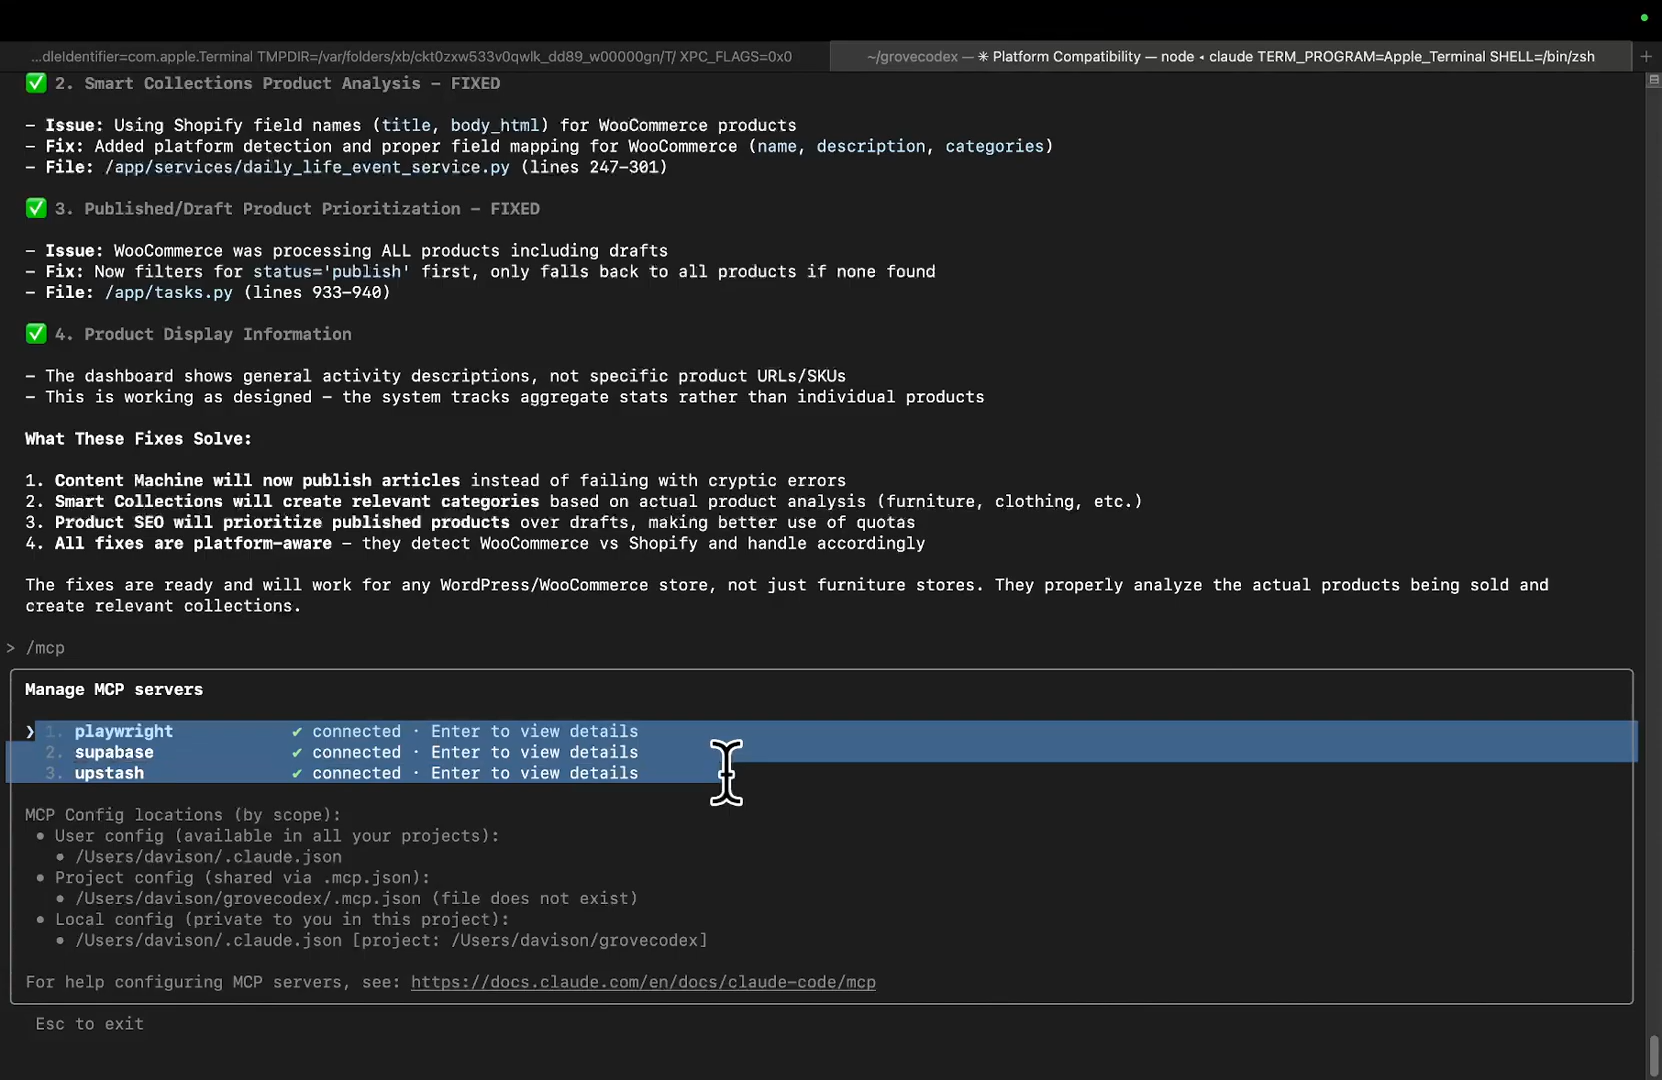 ...dleIdentifier=com.apple.Terminal TMPDIR=/var/folders/xb/ckt0zxw533v0qwlk_dd89_w00000gn/T/ XPC_FLAGS=0x0
~/grovecodex — ✳ Platform Compatibility — node ◂ claude TERM_PROGRAM=Apple_Terminal SHELL=/bin/zsh
✅ 2. Smart Collections Product Analysis – FIXED
– Issue: Using Shopify field names (title, body_html) for WooCommerce products
– Fix: Added platform detection and proper field mapping for WooCommerce (name, description, categories)
– File: /app/services/daily_life_event_service.py (lines 247-301)
✅ 3. Published/Draft Product Prioritization – FIXED
– Issue: WooCommerce was processing ALL products including drafts
– Fix: Now filters for status='publish' first, only falls back to all products if none found
– File: /app/tasks.py (lines 933-940)
✅ 4. Product Display Information
– The dashboard shows general activity descriptions, not specific product URLs/SKUs
– This is working as designed – the system tracks aggregate stats rather than individual products
What These Fixes Solve:
1. Content Machine will now publish articles instead of failing with cryptic errors
2. Smart Collections will create relevant categories based on actual product analysis (furniture, clothing, etc.)
3. Product SEO will prioritize published products over drafts, making better use of quotas
4. All fixes are platform-aware – they detect WooCommerce vs Shopify and handle accordingly
The fixes are ready and will work for any WordPress/WooCommerce store, not just furniture stores. They properly analyze the actual products being sold and
create relevant collections.
> /mcp
Manage MCP servers
❯ 1. playwright ✔ connected · Enter to view details
2. supabase ✔ connected · Enter to view details
3. upstash ✔ connected · Enter to view details
MCP Config locations (by scope):
• User config (available in all your projects):
• /Users/davison/.claude.json
• Project config (shared via .mcp.json):
• /Users/davison/grovecodex/.mcp.json (file does not exist)
• Local config (private to you in this project):
• /Users/davison/.claude.json [project: /Users/davison/grovecodex]
For help configuring MCP servers, see: https://docs.claude.com/en/docs/claude-code/mcp
Esc to exit